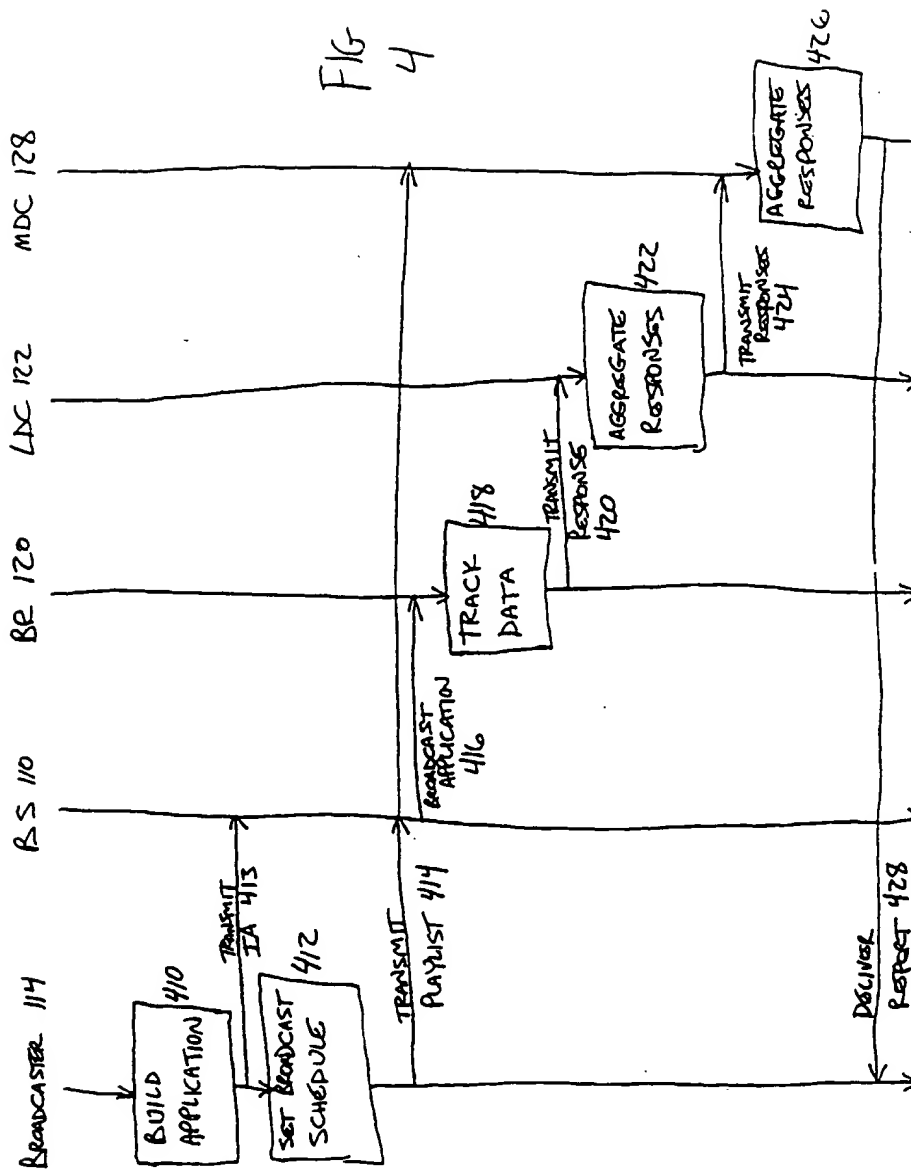 BROADCASTER 114
BS 110
BR 120
LDC 122
MDC 128
FIG
4
BUILD
APPLICATION
410
TRANSMIT
IA 413
SET BROADCAST
SCHEDULE
412
TRANSMIT
PLAYLIST 414
BROADCAST
APPLICATION
416
TRACK
DATA
418
TRANSMIT
RESPONSE
420
AGGREGATE
RESPONSES
422
TRANSMIT
RESPONSES
424
AGGREGATE
RESPONSES
426
DELIVER
REPORT 428